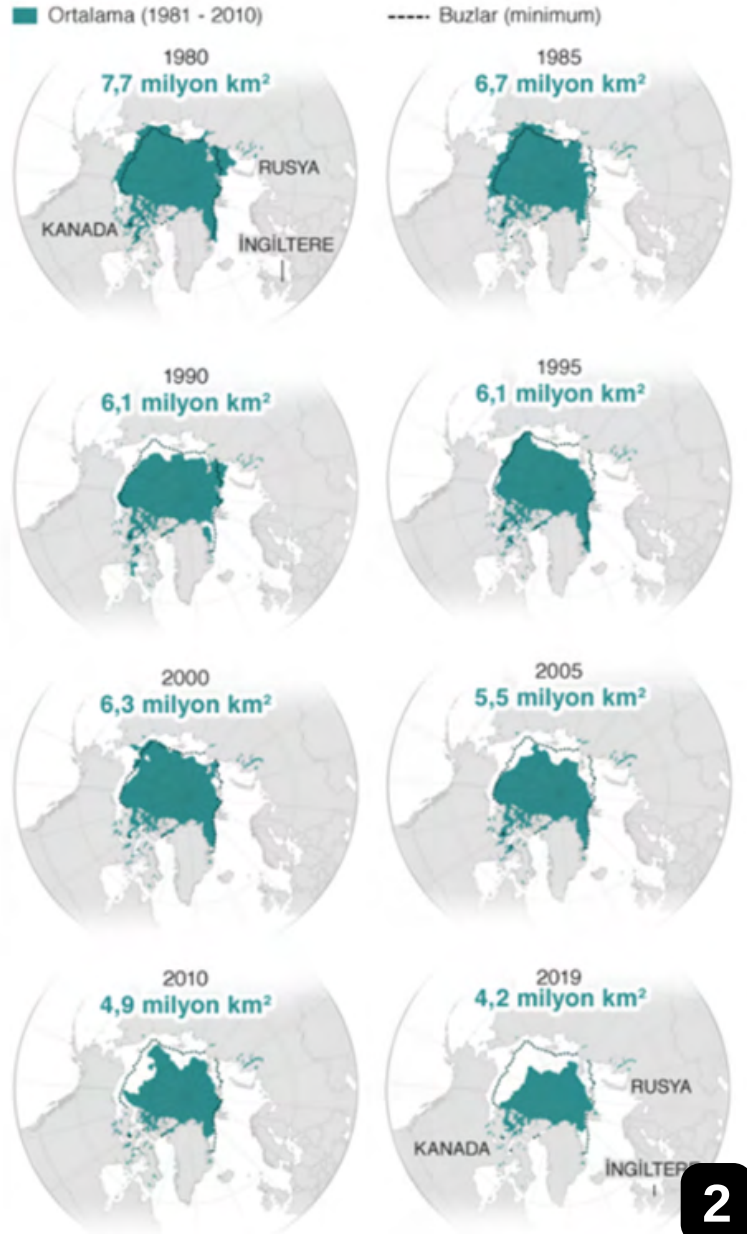 Ortalama (1981 - 2010)
Buzlar (minimum)
1980
7,7 milyon km²
RUSYA
KANADA
İNGİLTERE
1985
6,7 milyon km²
1990
6,1 milyon km²
1995
6,1 milyon km²
2000
6,3 milyon km²
2005
5,5 milyon km²
2010
4,9 milyon km²
2019
4,2 milyon km²
RUSYA
KANADA
2